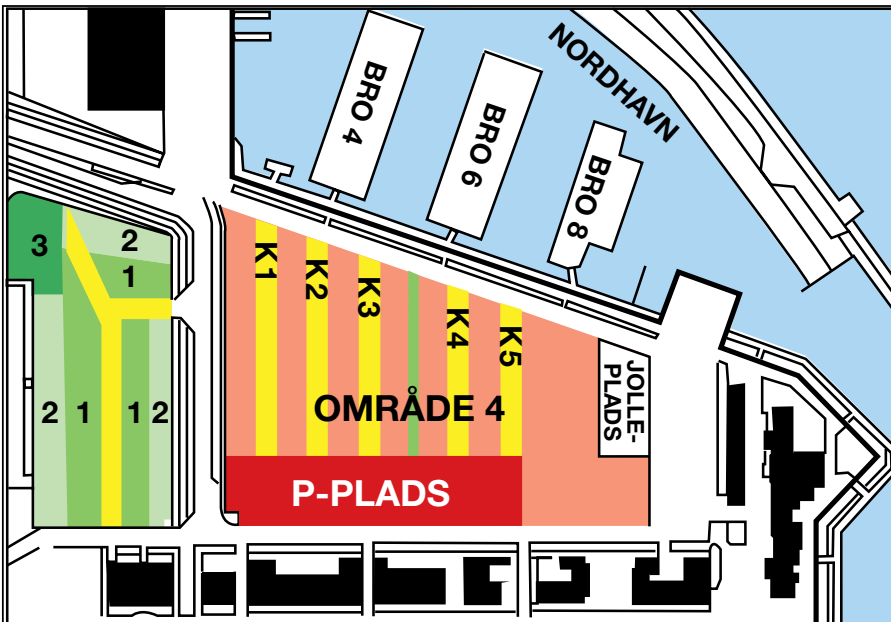 NORDHAVN
BRO 4
BRO 6
BRO 8
3
2
1
K1
K2
K3
K4
K5
JOLLE-
PLADS
2
1
1
2
OMRÅDE 4
P-PLADS